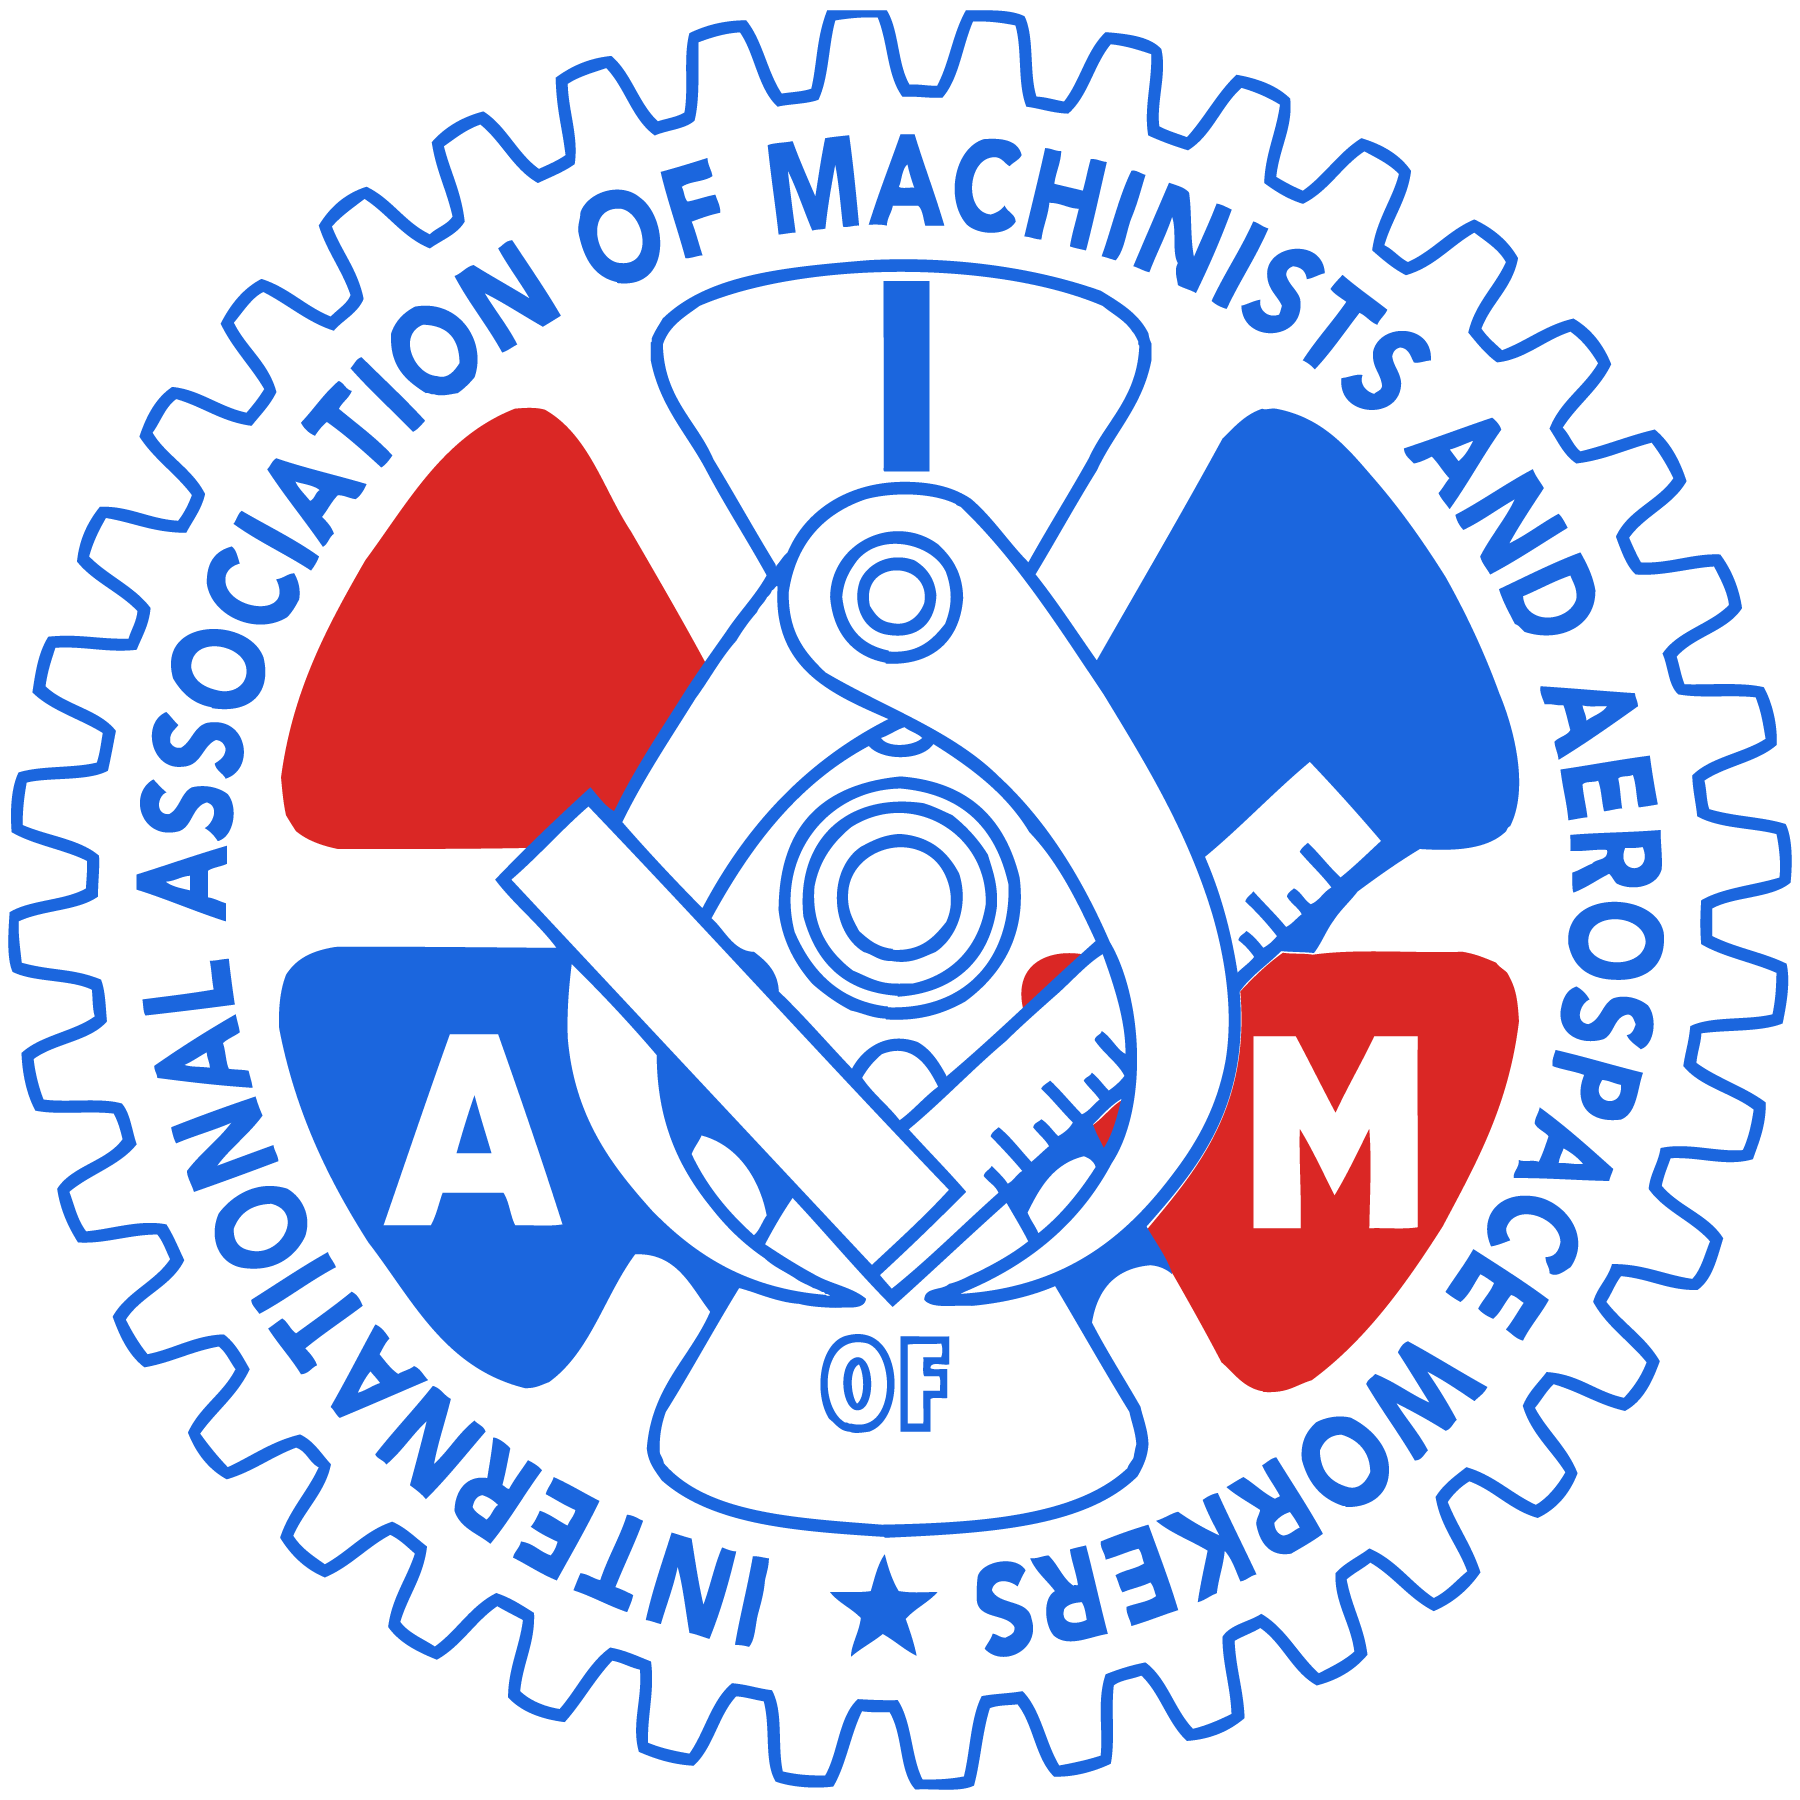 INTERNATIONAL ASSOCIATION OF MACHINISTS AND AEROSPACE WORKERS
I
A
M
OF